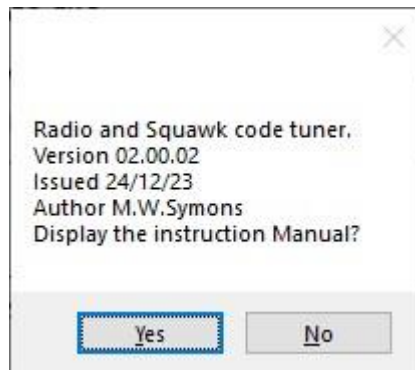 Radio and Squawk code tuner.
Version 02.00.02
Issued 24/12/23
Author M.W.Symons
Display the instruction Manual?
Yes
No